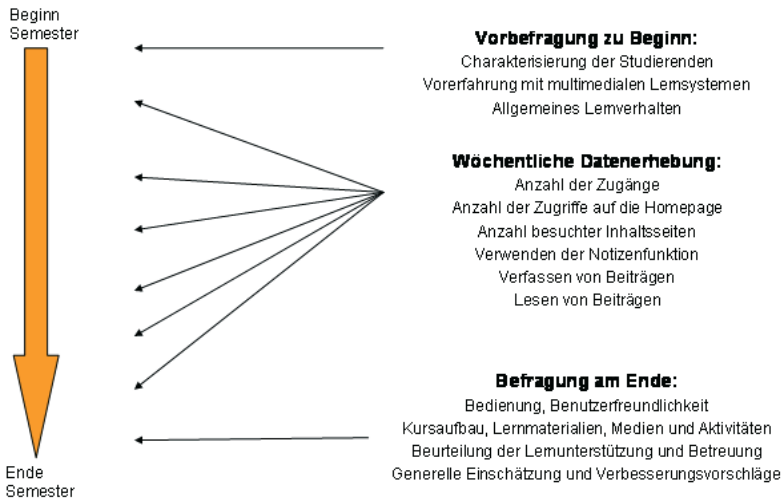 Beginn
Semester
Vorbefragung zu Beginn:
Charakterisierung der Studierenden
Vorerfahrung mit multimedialen Lernsystemen
Allgemeines Lernverhalten
Wöchentliche Datenerhebung:
Anzahl der Zugänge
Anzahl der Zugriffe auf die Homepage
Anzahl besuchter Inhaltsseiten
Verwenden der Notizenfunktion
Verfassen von Beiträgen
Lesen von Beiträgen
Befragung am Ende:
Bedienung, Benutzerfreundlichkeit
Kursaufbau, Lernmaterialien, Medien und Aktivitäten
Beurteilung der Lernunterstützung und Betreuung
Generelle Einschätzung und Verbesserungsvorschläge
Ende
Semester